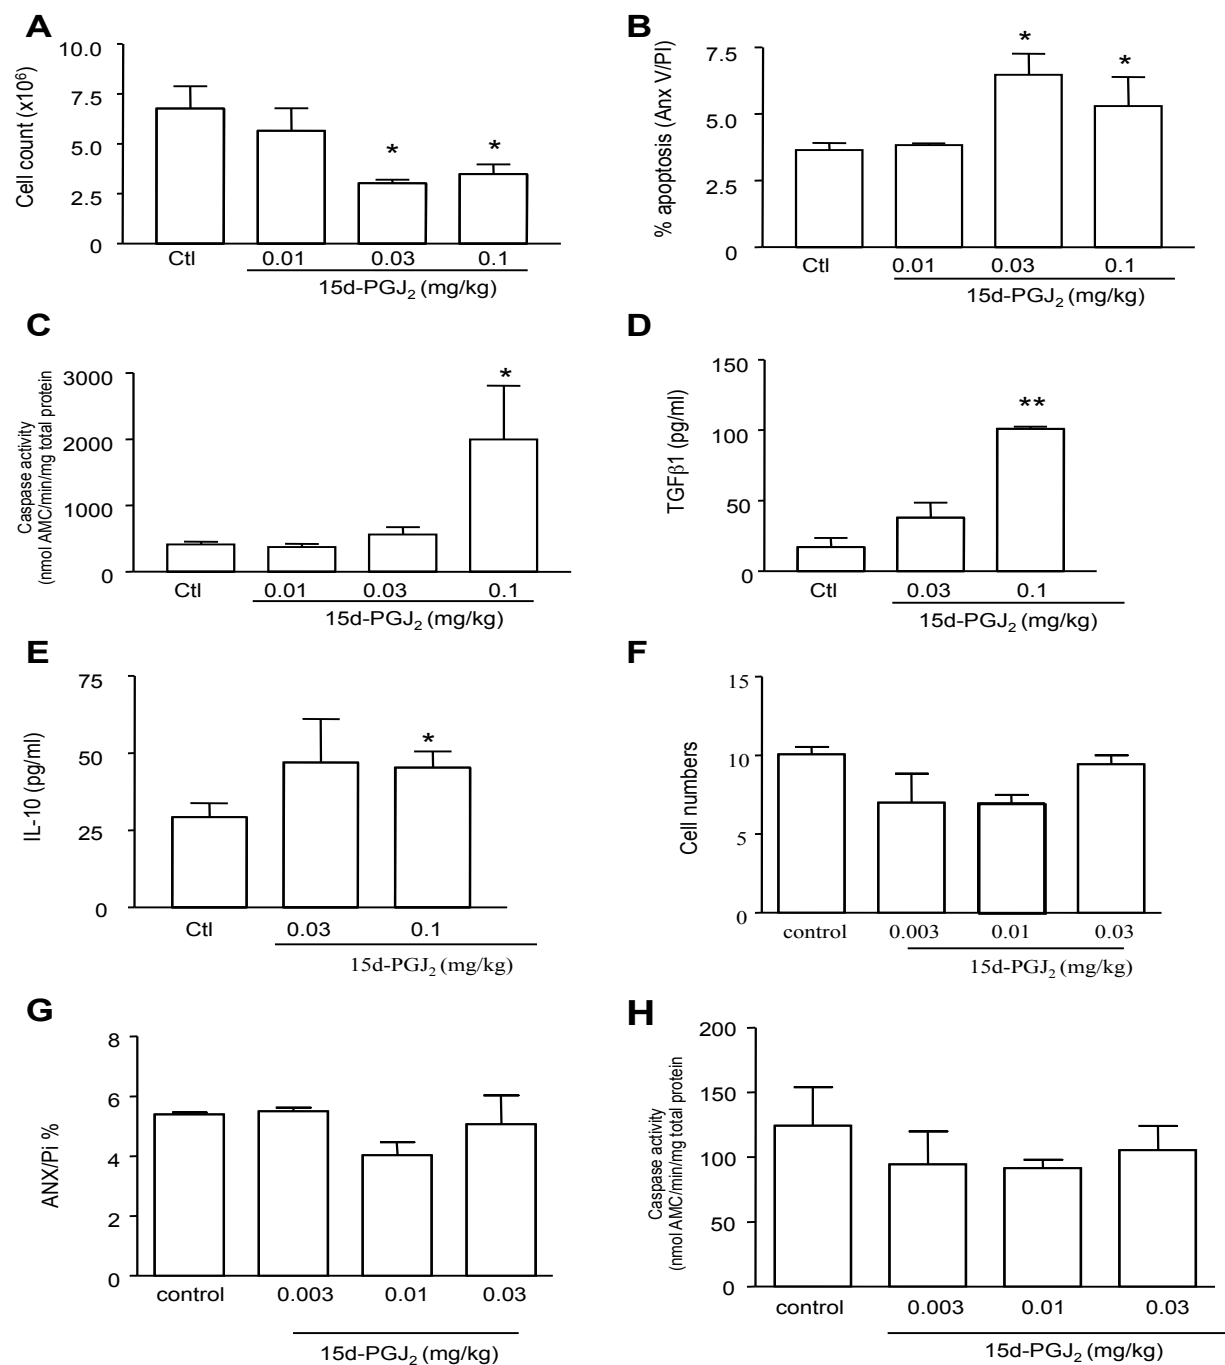 A
Cell count (x10⁶)
10.0
7.5
5.0
2.5
0
* *
Ctl 0.01 0.03 0.1
15d-PGJ₂ (mg/kg)
B
% apoptosis (Anx V/PI)
7.5
5.0
2.5
0
* *
Ctl 0.01 0.03 0.1
15d-PGJ₂ (mg/kg)
C
Caspase activity
(nmol AMC/min/mg total protein
3000
2000
1000
0
*
Ctl 0.01 0.03 0.1
15d-PGJ₂ (mg/kg)
D
TGFβ1 (pg/ml)
150
100
50
0
**
Ctl 0.03 0.1
15d-PGJ₂ (mg/kg)
E
IL-10 (pg/ml)
75
50
25
0
*
Ctl 0.03 0.1
15d-PGJ₂ (mg/kg)
F
Cell numbers
15
10
5
0
control 0.003 0.01 0.03
15d-PGJ₂ (mg/kg)
G
ANX/Pi %
8
6
4
2
0
control 0.003 0.01 0.03
15d-PGJ₂ (mg/kg)
H
Caspase activity
(nmol AMC/min/mg total protein
200
150
100
50
0
control 0.003 0.01 0.03
15d-PGJ₂ (mg/kg)